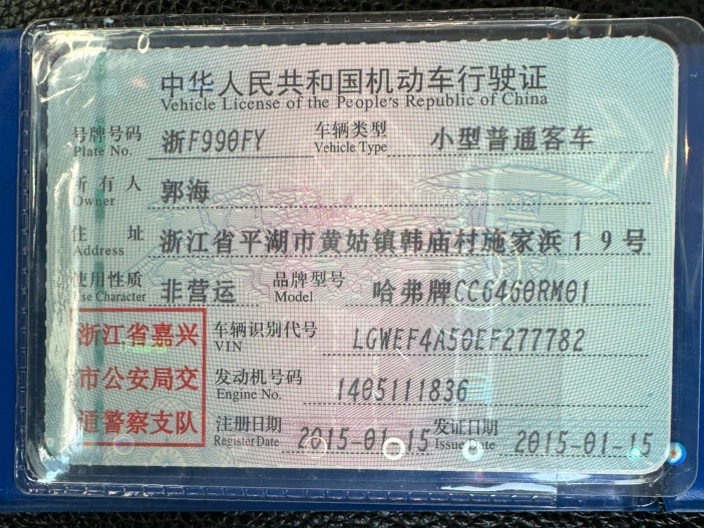 中华人民共和国机动车行驶证
Vehicle License of the People's Republic of China
号牌号码 浙F990FY 车辆类型 小型普通客车
Plate No. Vehicle Type
所有人 郭海
Owner
住址 浙江省平湖市黄姑镇韩庙村施家浜19号
Address
使用性质 非营运 品牌型号 哈弗牌CC6460RM01
Use Character Model
浙江省嘉兴
市公安局交
通警察支队
车辆识别代号 LGWEF4A50EF277782
VIN
发动机号码 1405111836
Engine No.
注册日期 2015-01-15 发证日期 2015-01-15
Register Date Issue Date